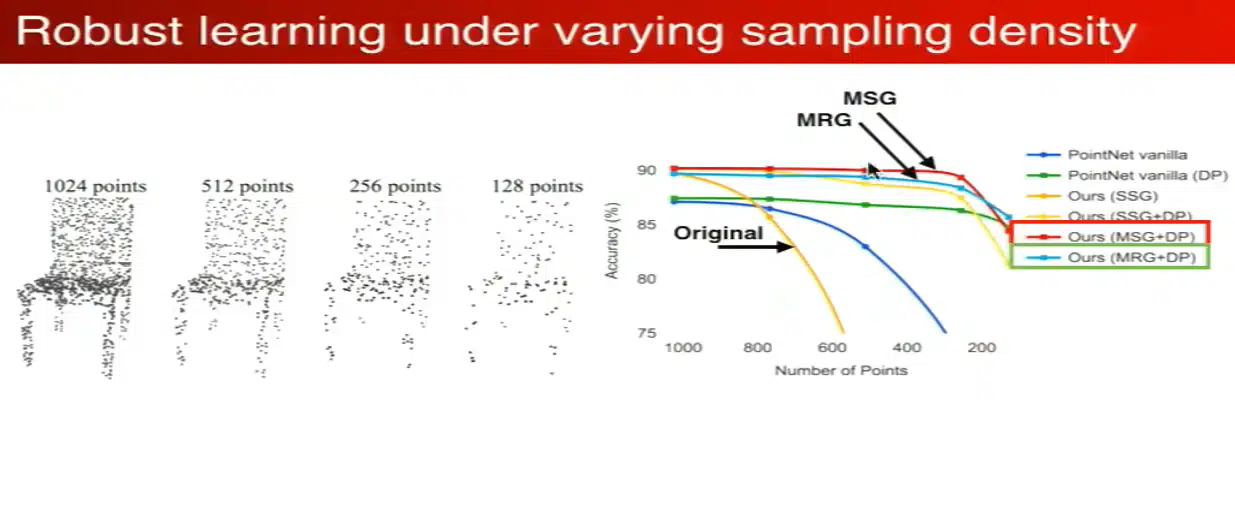 Robust learning under varying sampling density
1024 points
512 points
256 points
128 points
MSG
MRG
Original
Accuracy (%)
90
85
80
75
1000
800
600
400
200
Number of Points
PointNet vanilla
PointNet vanilla (DP)
Ours (SSG)
Ours (SSG+DP)
Ours (MSG+DP)
Ours (MRG+DP)